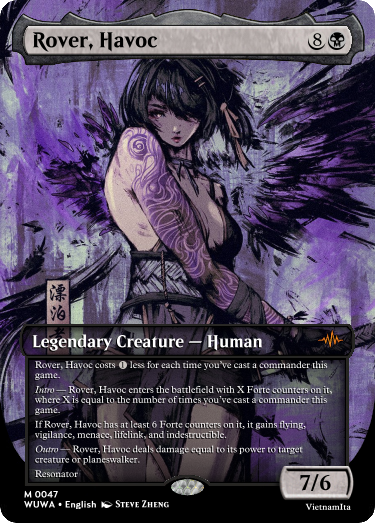 Rover, Havoc 8
Legendary Creature — Human
Rover, Havoc costs 1 less for each time you've cast a commander this
game.
Intro — Rover, Havoc enters the battlefield with X Forte counters on it,
where X is equal to the number of times you've cast a commander this
game.
If Rover, Havoc has at least 6 Forte counters on it, it gains flying,
vigilance, menace, lifelink, and indestructible.
Outro — Rover, Havoc deals damage equal to its power to target
creature or planeswalker.
Resonator
7/6
M 0047
WUWA • English STEVE ZHENG
VietnamIta
漂泊者